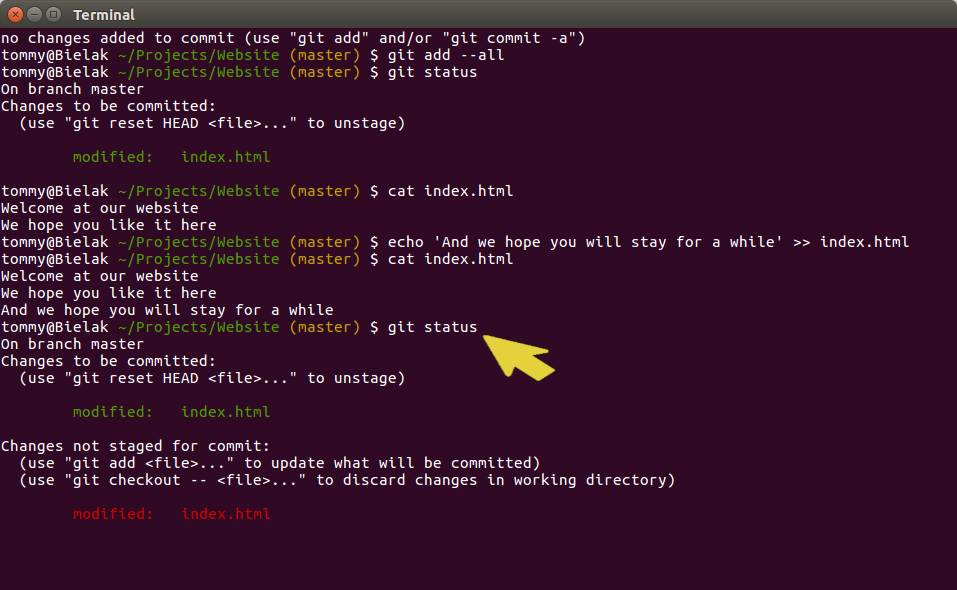 Terminal
no changes added to commit (use "git add" and/or "git commit -a")
tommy@Bielak ~/Projects/Website (master) $ git add --all
tommy@Bielak ~/Projects/Website (master) $ git status
On branch master
Changes to be committed:
  (use "git reset HEAD <file>..." to unstage)
        modified:   index.html
tommy@Bielak ~/Projects/Website (master) $ cat index.html
Welcome at our website
We hope you like it here
tommy@Bielak ~/Projects/Website (master) $ echo 'And we hope you will stay for a while' >> index.html
tommy@Bielak ~/Projects/Website (master) $ cat index.html
Welcome at our website
We hope you like it here
And we hope you will stay for a while
tommy@Bielak ~/Projects/Website (master) $ git status
On branch master
Changes to be committed:
  (use "git reset HEAD <file>..." to unstage)
        modified:   index.html
Changes not staged for commit:
  (use "git add <file>..." to update what will be committed)
  (use "git checkout -- <file>..." to discard changes in working directory)
        modified:   index.html